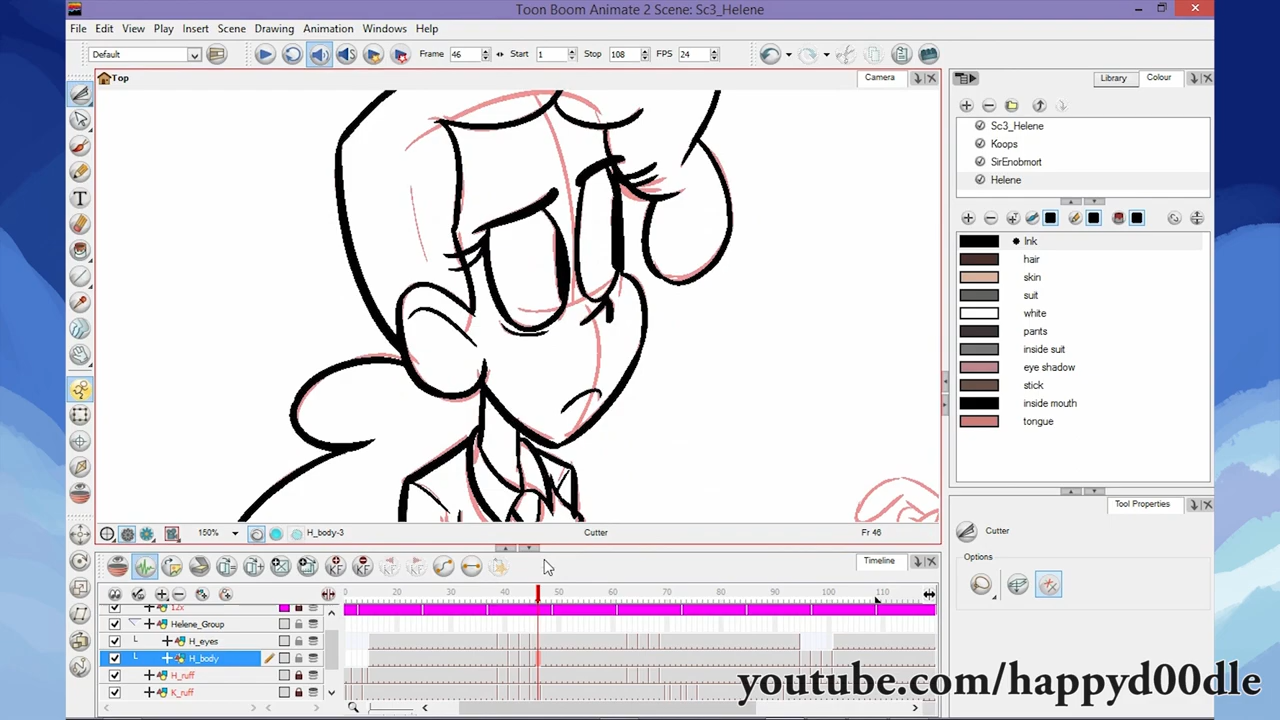 Toon Boom Animate 2 Scene: Sc3_Helene
File Edit View Play Insert Scene Drawing Animation Windows Help
Default Frame 46 Start 1 Stop 108 FPS 24
Top Camera Library Colour
Sc3_Helene
Koops
SirEnobmort
Helene
T
Ink
hair
skin
suit
white
pants
inside suit
eye shadow
stick
inside mouth
tongue
150% H_body-3 Cutter Fr 46
Tool Properties
Cutter
Options
Timeline
0 20 30 40 50 60 70 80 90 100 110
12x
Helene_Group
H_eyes
H_body
H_ruff
K_ruff
youtube.com/happyd00dle